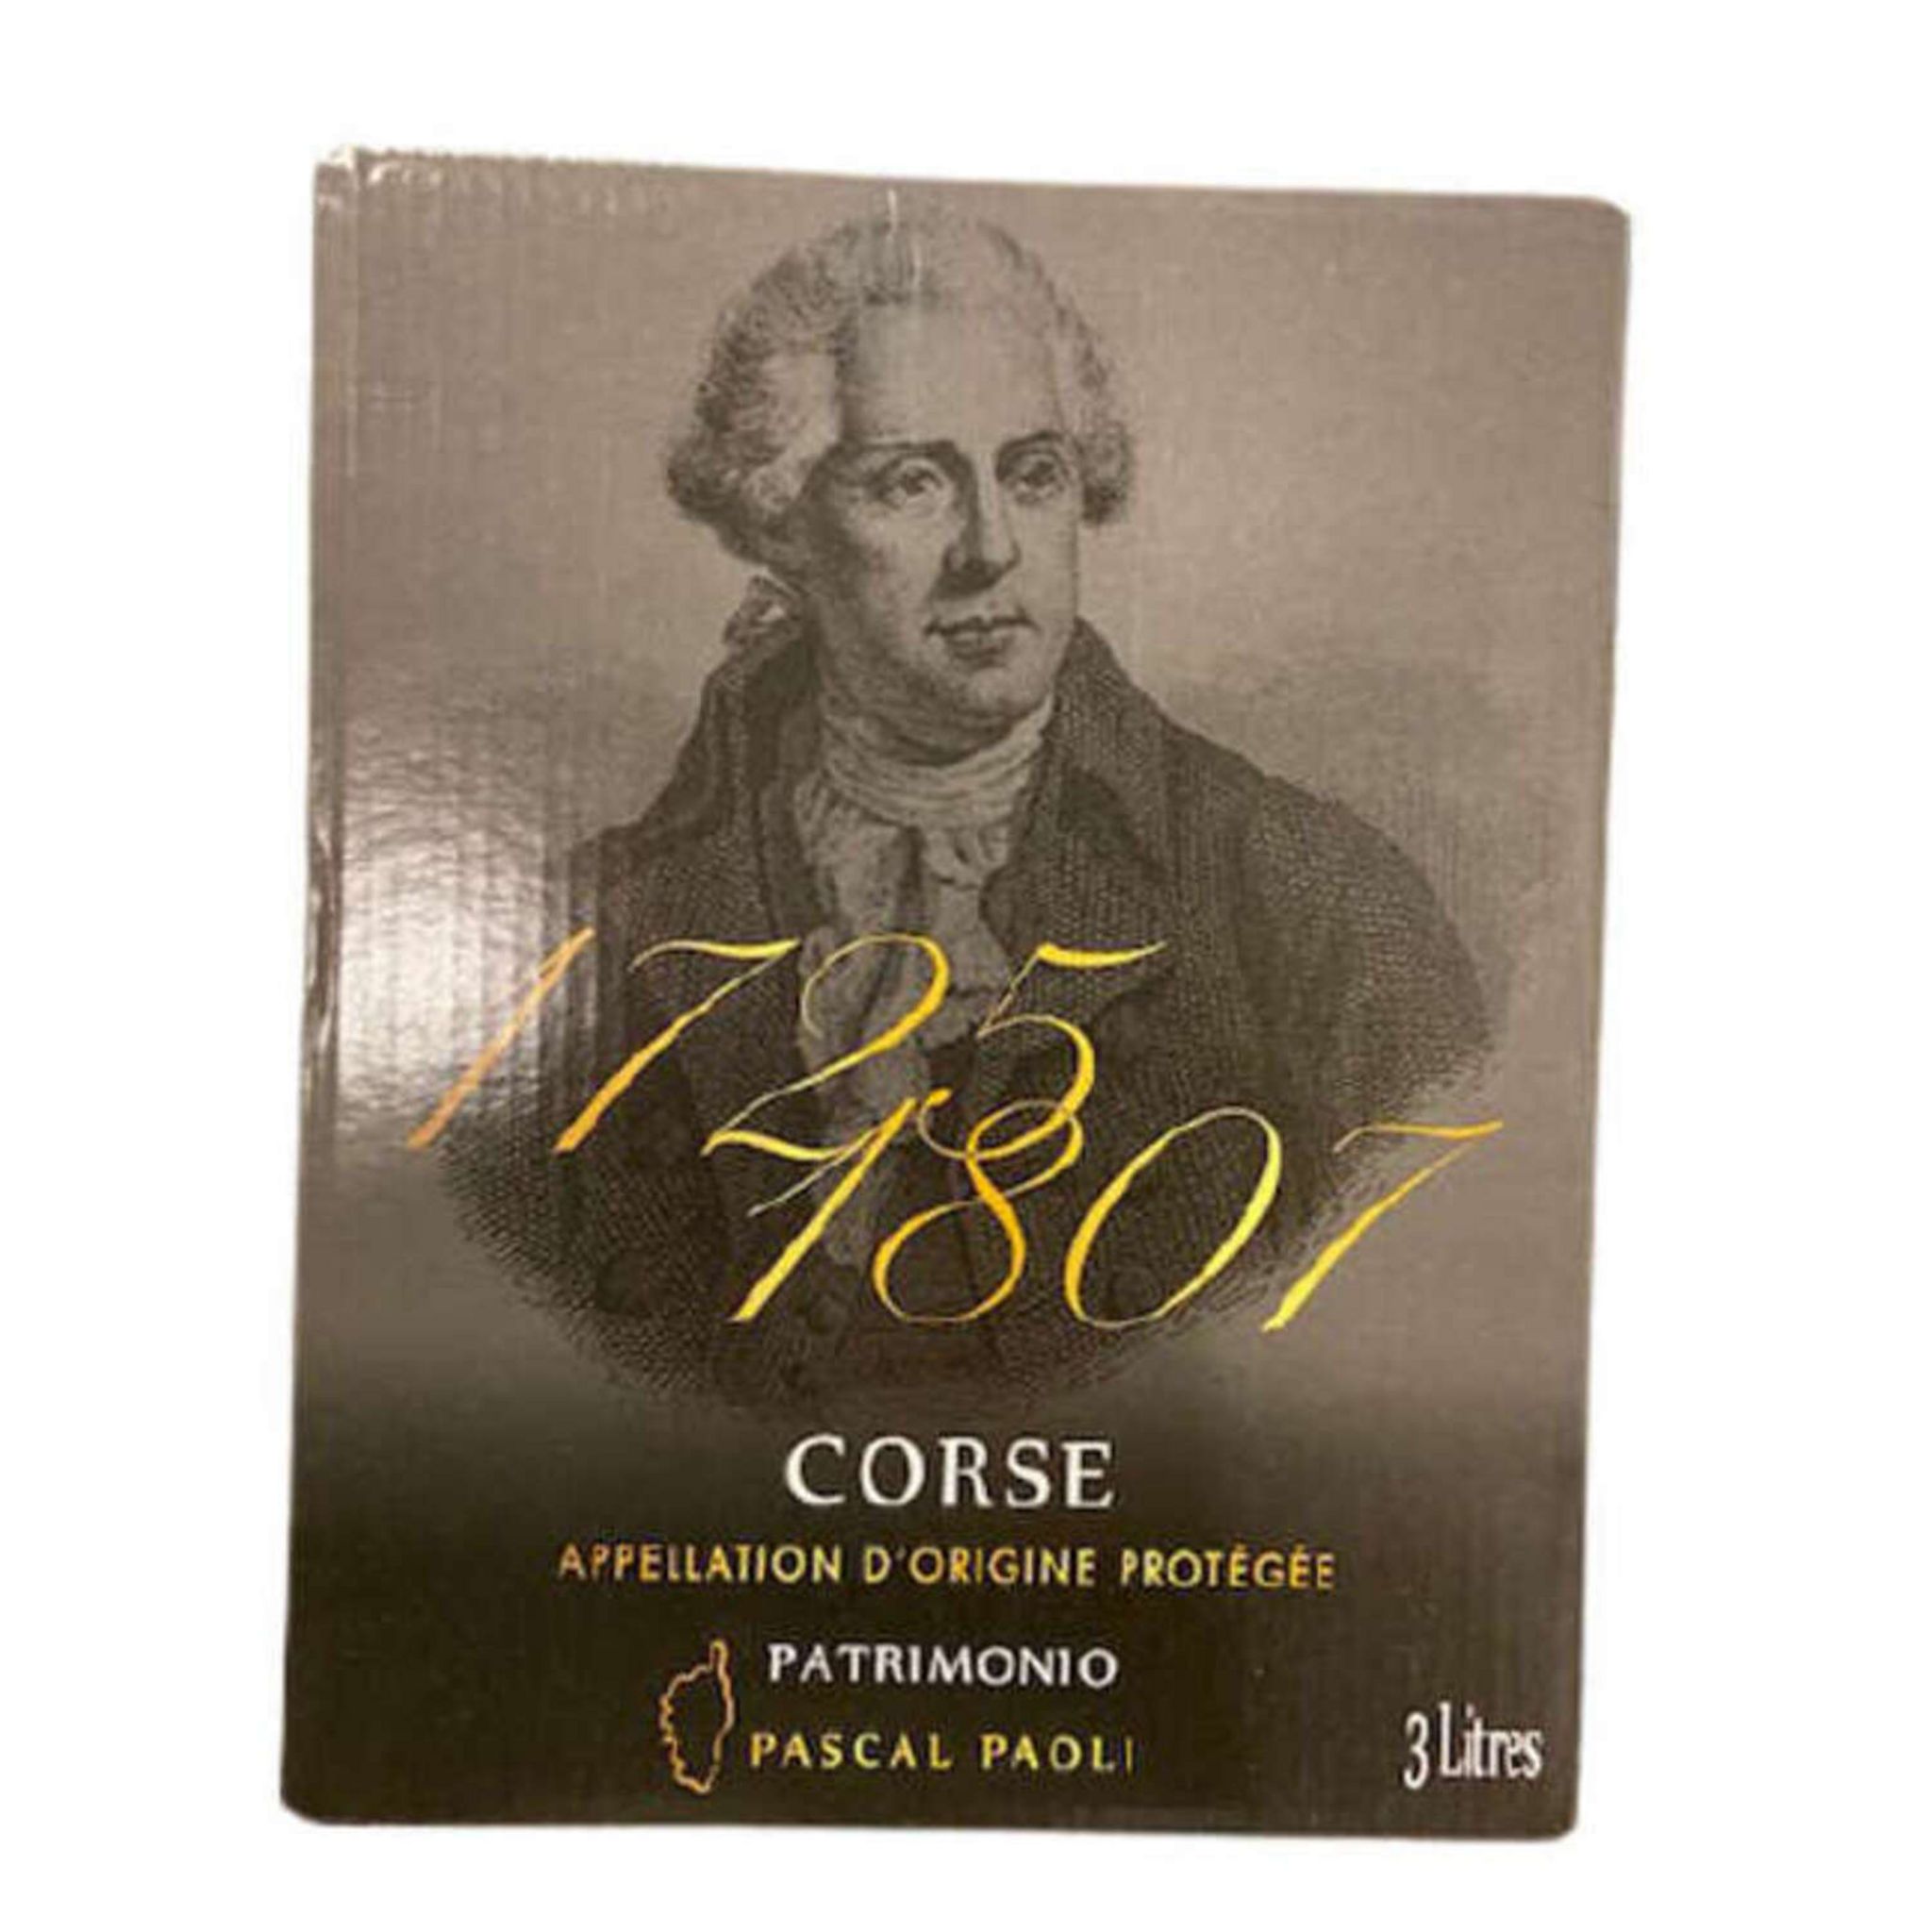 1725
1807
CORSE
APPELLATION D'ORIGINE PROTÉGÉE
PATRIMONIO
PASCAL PAOLI
3 Litres